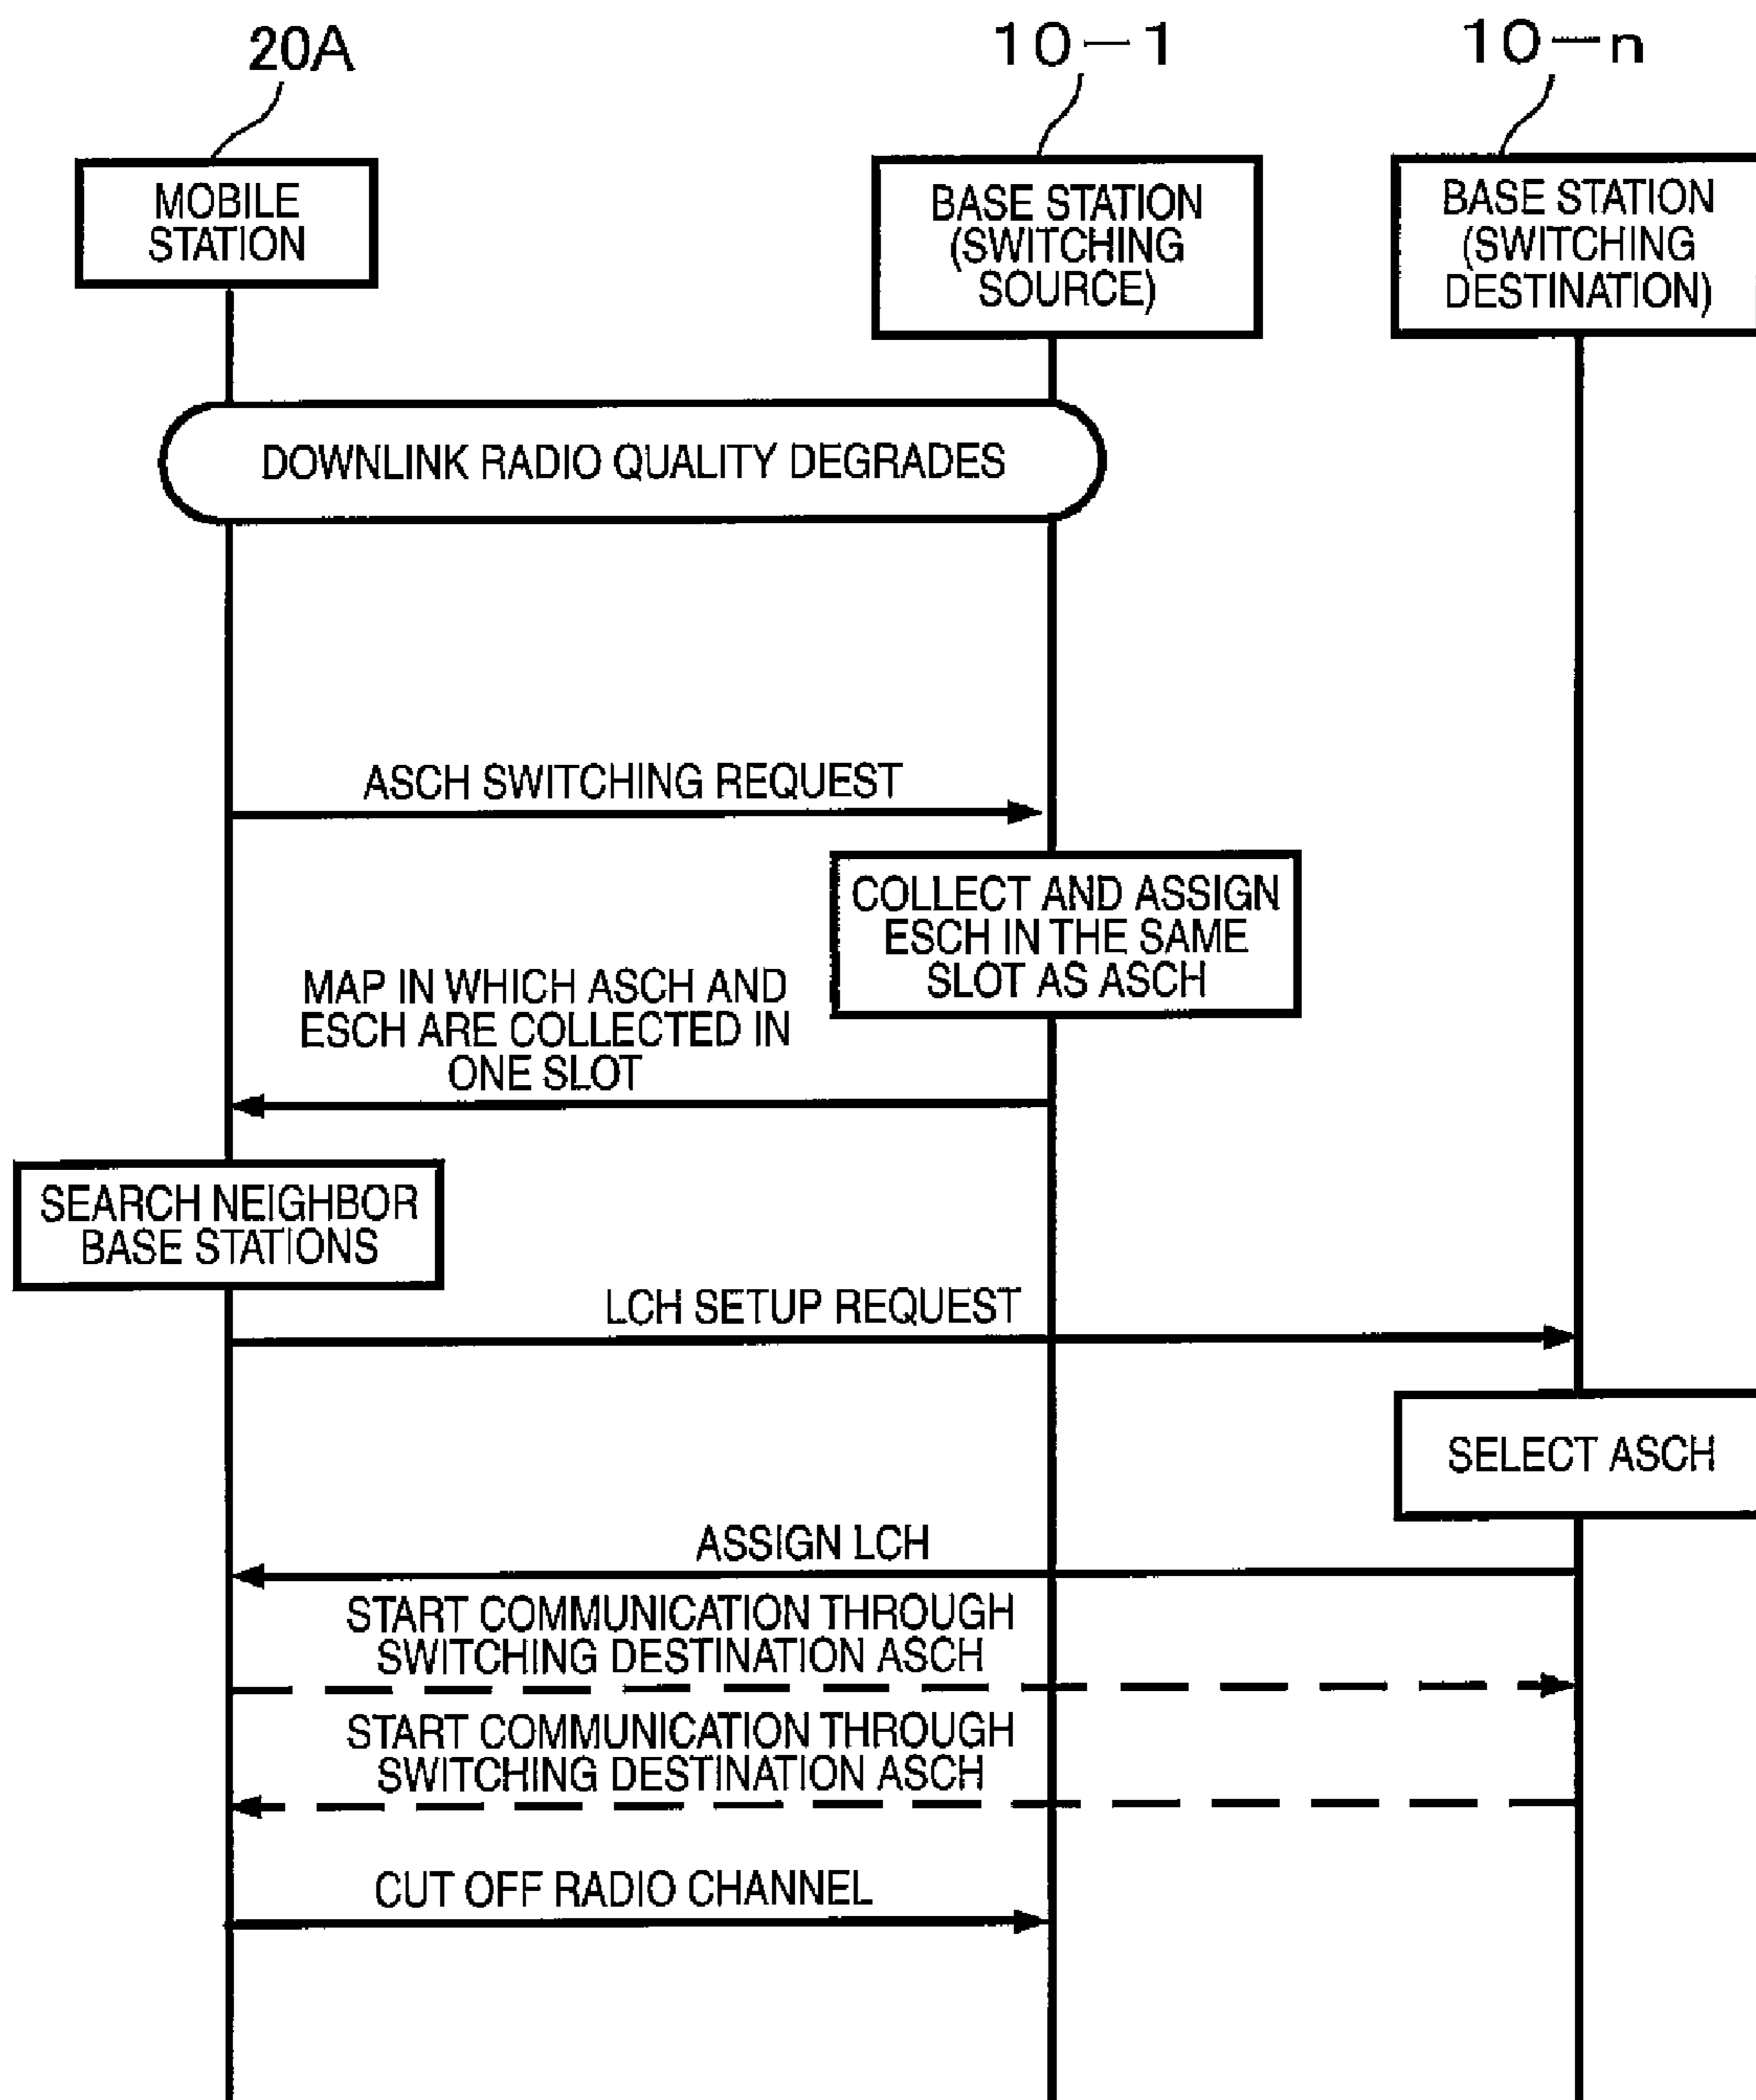 20A
10-1
10-n
MOBILE
STATION
BASE STATION
(SWITCHING
SOURCE)
BASE STATION
(SWITCHING
DESTINATION)
DOWNLINK RADIO QUALITY DEGRADES
ASCH SWITCHING REQUEST
COLLECT AND ASSIGN
ESCH IN THE SAME
SLOT AS ASCH
MAP IN WHICH ASCH AND
ESCH ARE COLLECTED IN
ONE SLOT
SEARCH NEIGHBOR
BASE STATIONS
LCH SETUP REQUEST
SELECT ASCH
ASSIGN LCH
START COMMUNICATION THROUGH
SWITCHING DESTINATION ASCH
START COMMUNICATION THROUGH
SWITCHING DESTINATION ASCH
CUT OFF RADIO CHANNEL